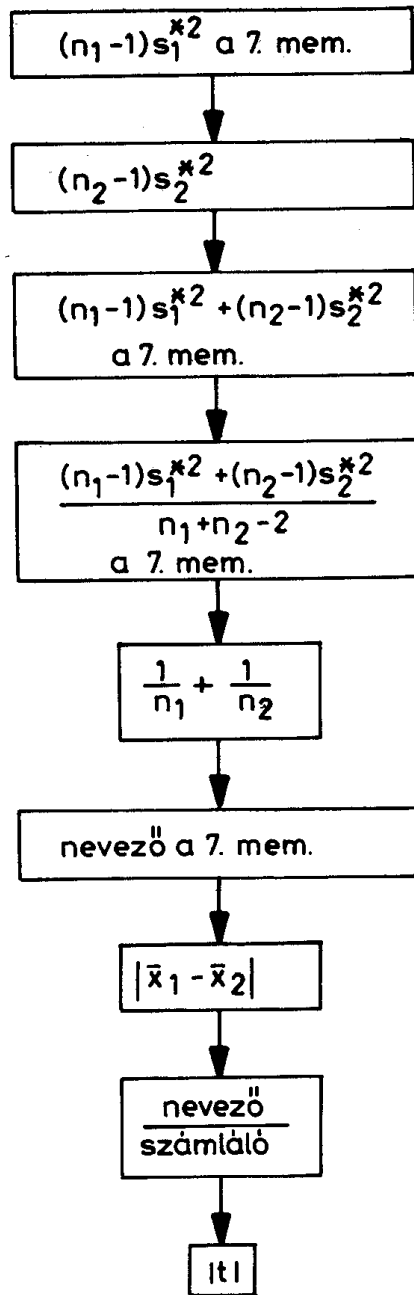 (n₁-1)s₁*² a 7. mem.
(n₂-1)s₂*²
(n₁-1)s₁*² + (n₂-1)s₂*²
a 7. mem.
(n₁-1)s₁*² + (n₂-1)s₂*²
n₁+n₂-2
a 7. mem.
1/n₁ + 1/n₂
nevező a 7. mem.
|x̄₁ - x̄₂|
nevező
számláló
|t|